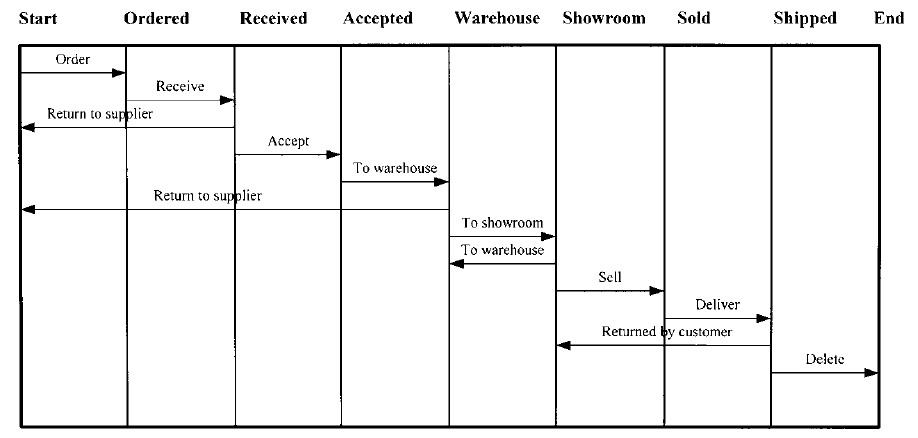 Start Ordered Received Accepted Warehouse Showroom Sold Shipped End
Order
Receive
Return to supplier
Accept
To warehouse
Return to supplier
To showroom
To warehouse
Sell
Deliver
Returned by customer
Delete